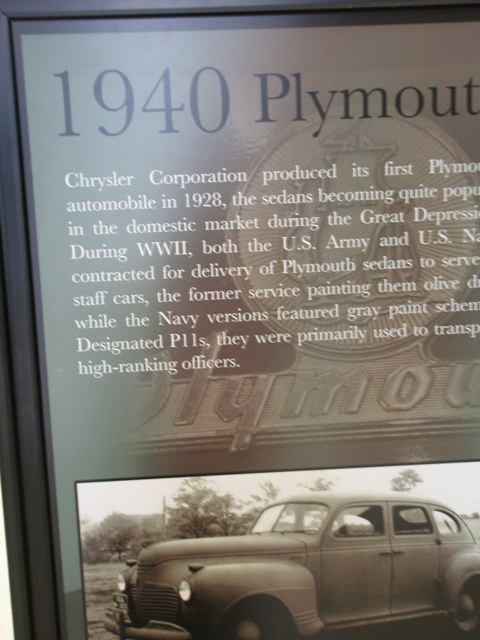 1940 Plymout
Chrysler Corporation produced its first Plymou
automobile in 1928, the sedans becoming quite popu
in the domestic market during the Great Depressi
During WWII, both the U.S. Army and U.S. Na
contracted for delivery of Plymouth sedans to serve
staff cars, the former service painting them olive dr
while the Navy versions featured gray paint schem
Designated P11s, they were primarily used to transp
high-ranking officers.
Plymou